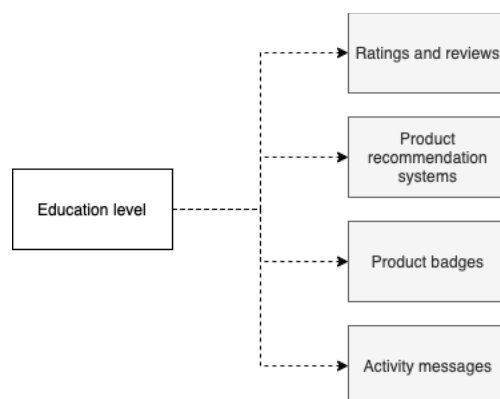 Ratings and reviews
Product
recommendation
systems
Education level
Product badges
Activity messages